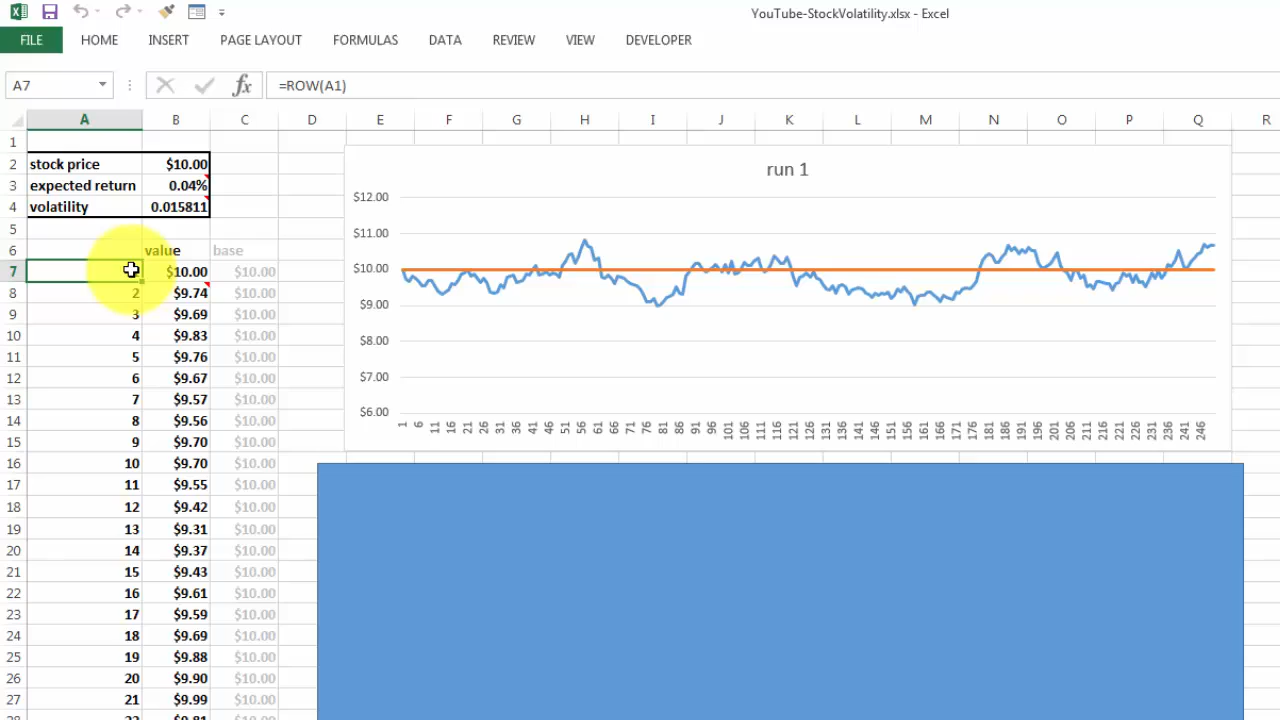 YouTube-StockVolatility.xlsx - Excel
FILE HOME INSERT PAGE LAYOUT FORMULAS DATA REVIEW VIEW DEVELOPER
A7 fx =ROW(A1)
A B C D E F G H I J K L M N O P Q R
1
2 stock price $10.00
3 expected return 0.04%
4 volatility 0.015811
5
6 value base
7 $10.00 $10.00
8 2 $9.74 $10.00
9 3 $9.69 $10.00
10 4 $9.83 $10.00
11 5 $9.76 $10.00
12 6 $9.67 $10.00
13 7 $9.57 $10.00
14 8 $9.56 $10.00
15 9 $9.70 $10.00
16 10 $9.70 $10.00
17 11 $9.55 $10.00
18 12 $9.42 $10.00
19 13 $9.31 $10.00
20 14 $9.37 $10.00
21 15 $9.43 $10.00
22 16 $9.61 $10.00
23 17 $9.59 $10.00
24 18 $9.69 $10.00
25 19 $9.88 $10.00
26 20 $9.90 $10.00
27 21 $9.99 $10.00
run 1
$12.00
$11.00
$10.00
$9.00
$8.00
$7.00
$6.00
1 6 11 16 21 26 31 36 41 46 51 56 61 66 71 76 81 86 91 96 101 106 111 116 121 126 131 136 141 146 151 156 161 166 171 176 181 186 191 196 201 206 211 216 221 226 231 236 241 246